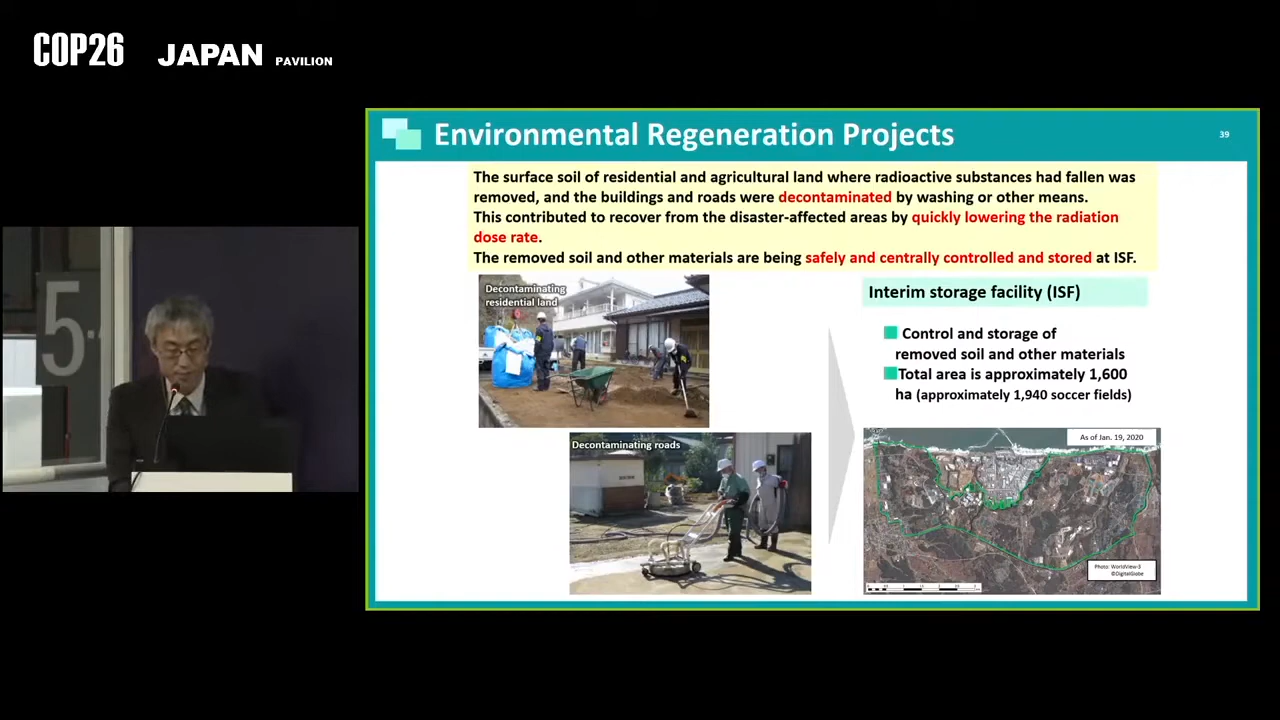 COP26 JAPAN PAVILION
Environmental Regeneration Projects
39
The surface soil of residential and agricultural land where radioactive substances had fallen was
removed, and the buildings and roads were decontaminated by washing or other means.
This contributed to recover from the disaster-affected areas by quickly lowering the radiation
dose rate.
The removed soil and other materials are being safely and centrally controlled and stored at ISF.
Decontaminating
residential land
Interim storage facility (ISF)
Control and storage of
removed soil and other materials
Total area is approximately 1,600
ha (approximately 1,940 soccer fields)
Decontaminating roads
As of Jan. 19, 2020
Photo: WorldView-3
©DigitalGlobe
5